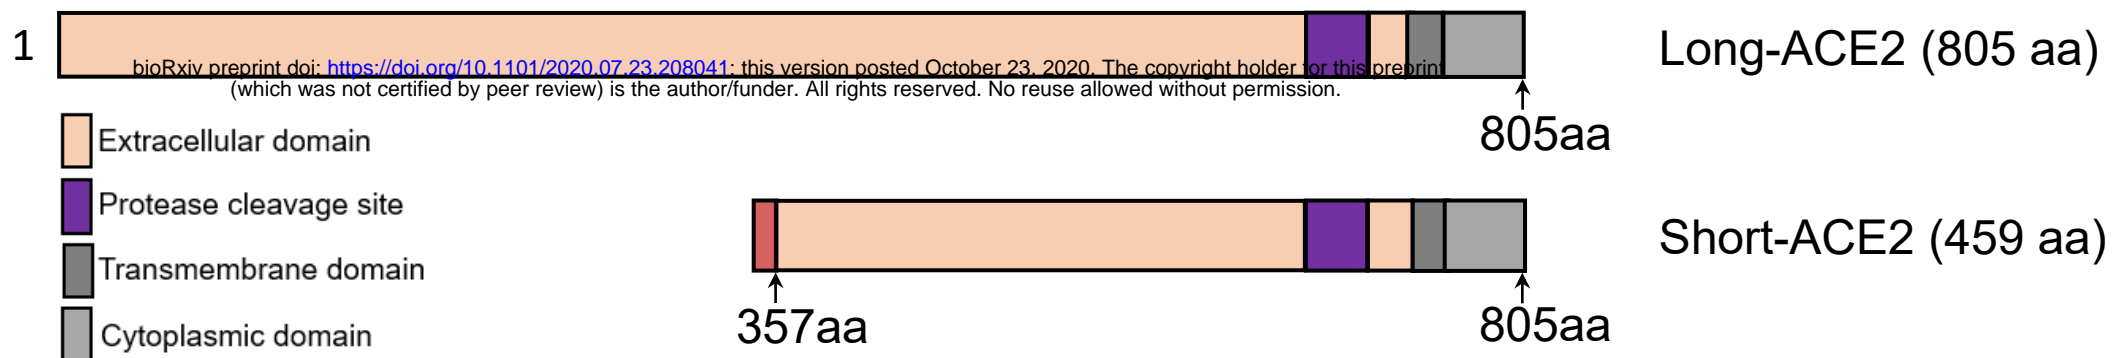 1
Long-ACE2 (805 aa)
bioRxiv preprint doi: https://doi.org/10.1101/2020.07.23.208041; this version posted October 23, 2020. The copyright holder for this preprint
(which was not certified by peer review) is the author/funder. All rights reserved. No reuse allowed without permission.
805aa
Extracellular domain
Protease cleavage site
Transmembrane domain
Cytoplasmic domain
Short-ACE2 (459 aa)
357aa
805aa